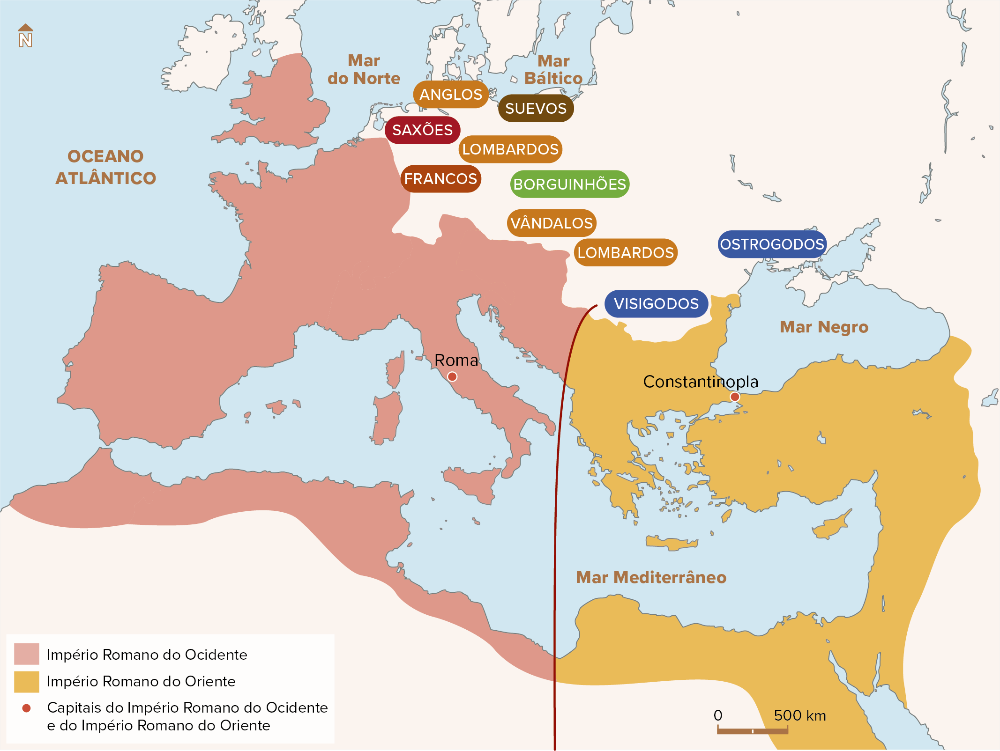 N
Mar
do Norte
Mar
Báltico
ANGLOS
SUEVOS
SAXÕES
LOMBARDOS
OCEANO
ATLÂNTICO
FRANCOS
BORGUINHÕES
VÂNDALOS
OSTROGODOS
LOMBARDOS
VISIGODOS
Mar Negro
Roma
Constantinopla
Mar Mediterrâneo
Império Romano do Ocidente
Império Romano do Oriente
Capitais do Império Romano do Ocidente
e do Império Romano do Oriente
0 500 km